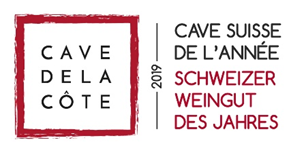 CAVE
DE LA
CÔTE
2019
CAVE SUISSE
DE L'ANNÉE
SCHWEIZER
WEINGUT
DES JAHRES